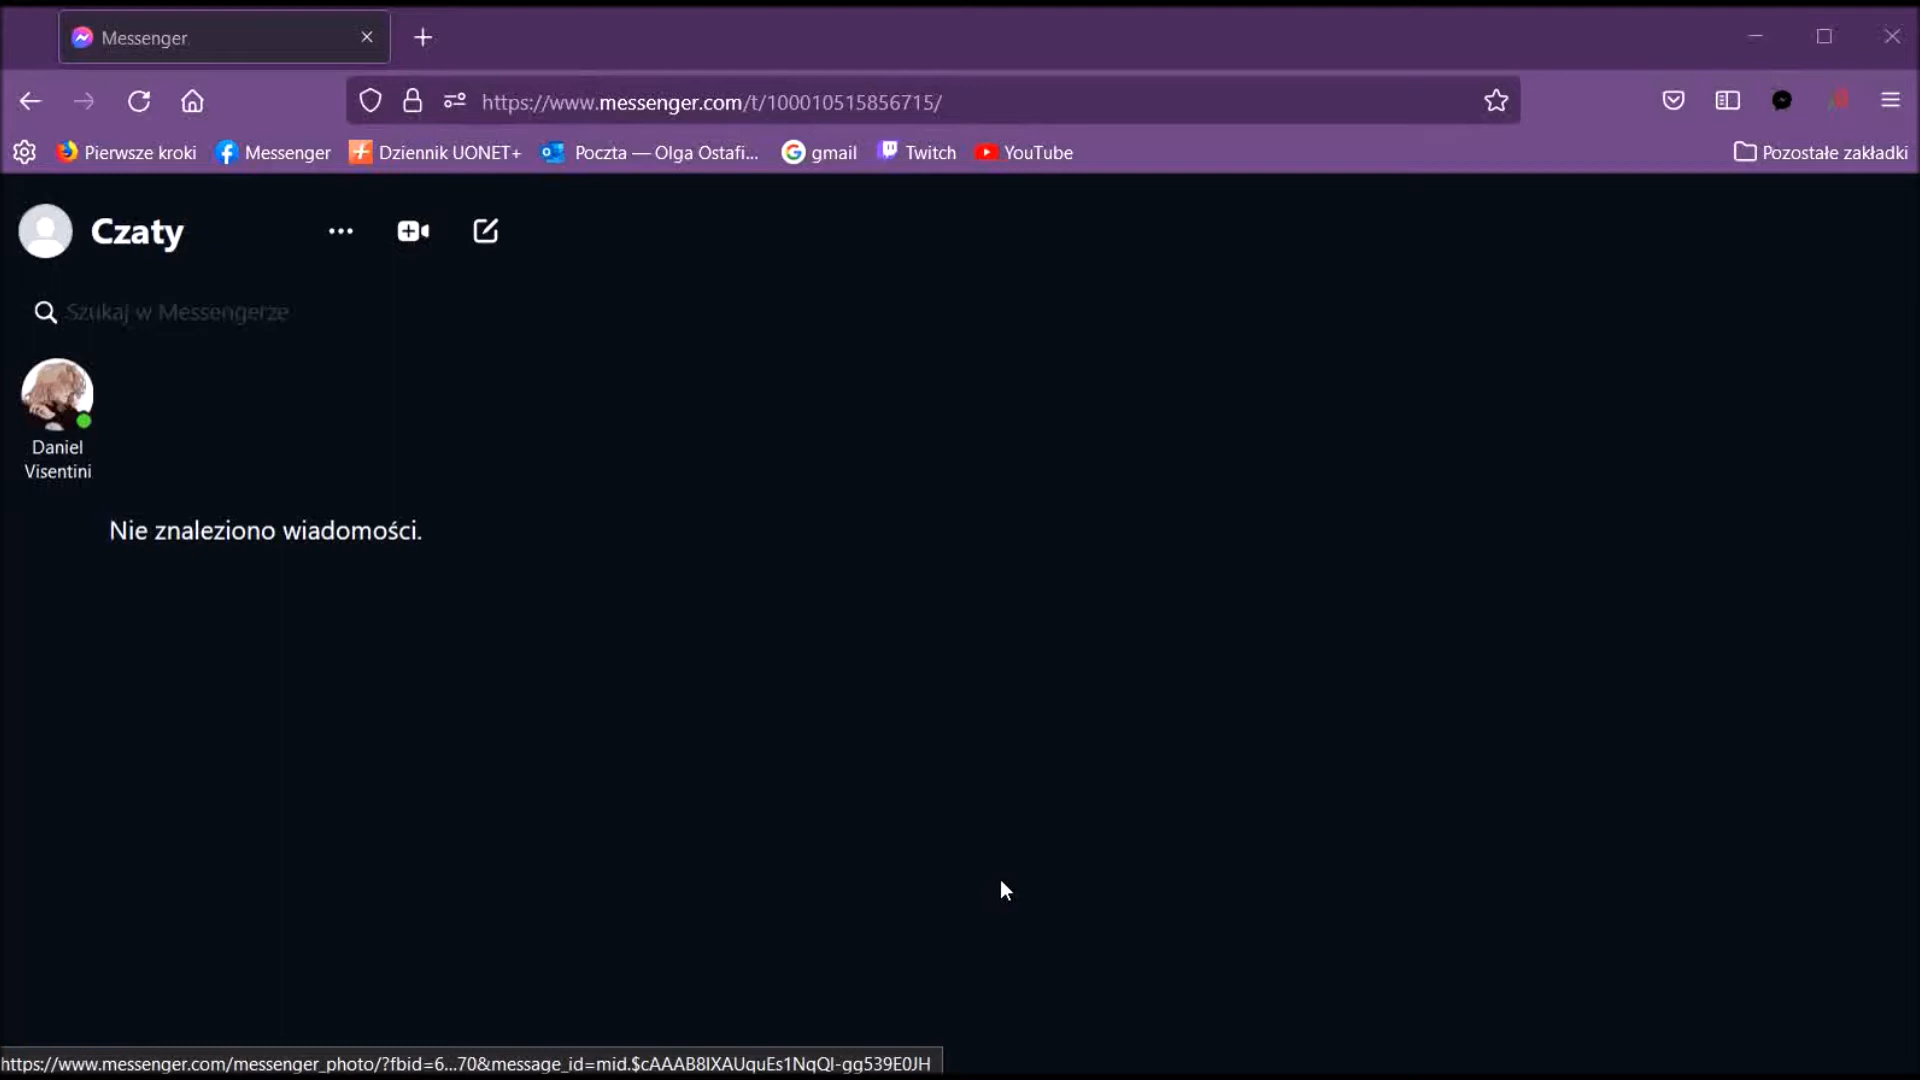 Messenger
https://www.messenger.com/t/100010515856715/
Pierwsze kroki Messenger Dziennik UONET+ Poczta — Olga Ostafi... gmail Twitch YouTube Pozostałe zakładki
Czaty
Szukaj w Messengerze
Daniel
Visentini
Nie znaleziono wiadomości.
https://www.messenger.com/messenger_photo/?fbid=6...70&message_id=mid.$cAAAB8IXAUquEs1NqQl-gg539E0JH